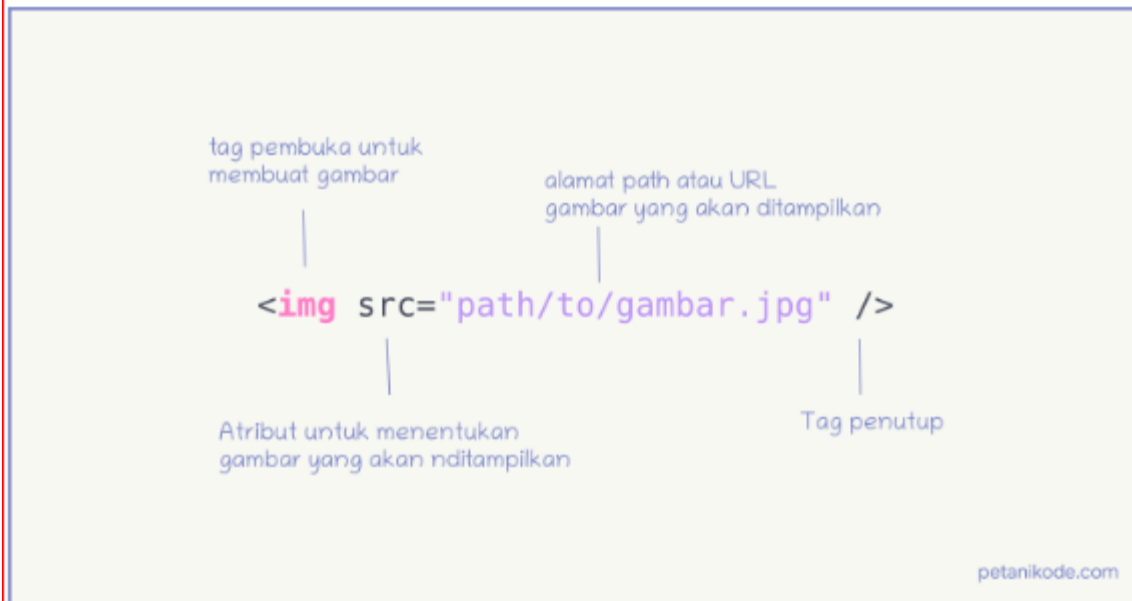 tag pembuka untuk
membuat gambar
alamat path atau URL
gambar yang akan ditampilkan
<img src="path/to/gambar.jpg" />
Atribut untuk menentukan
gambar yang akan nditampilkan
Tag penutup
petanikode.com